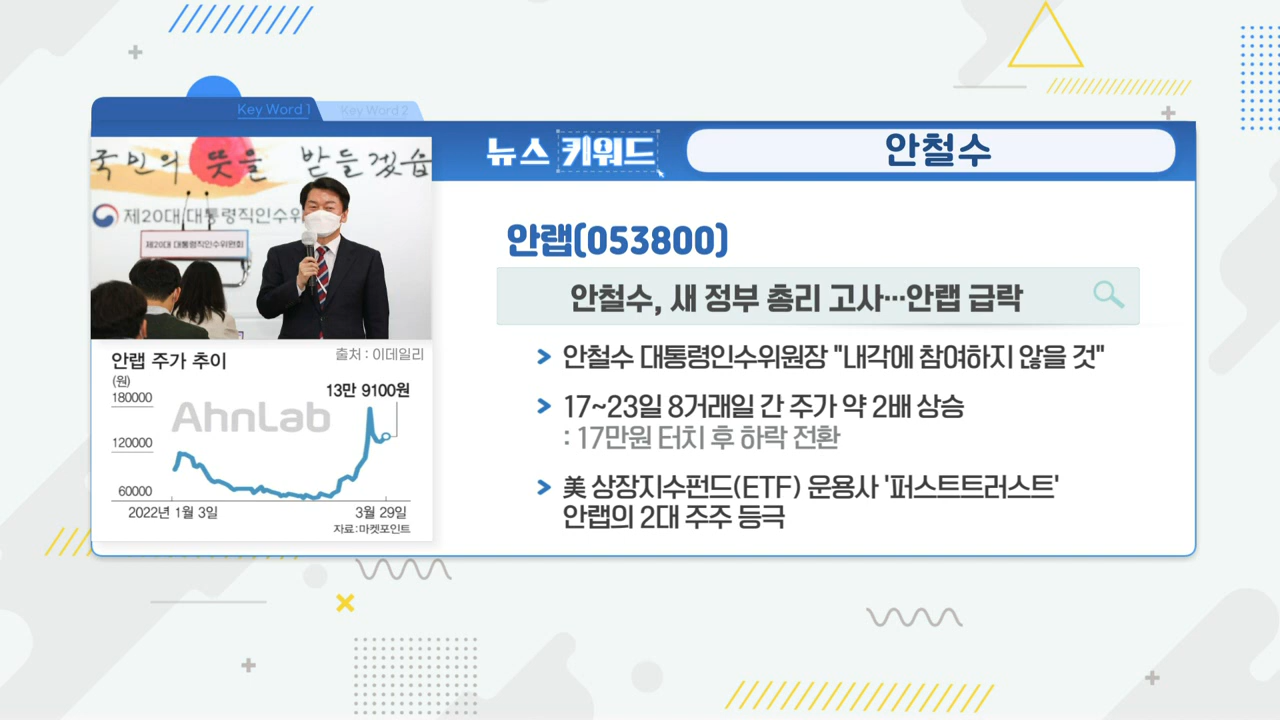 Key Word 1
Key Word 2
뉴스 키워드
안철수
국민의 뜻을 받들겠습
제20대 대통령직인수위
제20대 대통령직인수위원회
출처 : 이데일리
안랩 주가 추이
(원)
13만 9100원
180000
AhnLab
120000
60000
2022년 1월 3일
3월 29일
자료:마켓포인트
안랩(053800)
안철수, 새 정부 총리 고사…안랩 급락
안철수 대통령인수위원장 "내각에 참여하지 않을 것"
17~23일 8거래일 간 주가 약 2배 상승
: 17만원 터치 후 하락 전환
美 상장지수펀드(ETF) 운용사 '퍼스트트러스트'
안랩의 2대 주주 등극